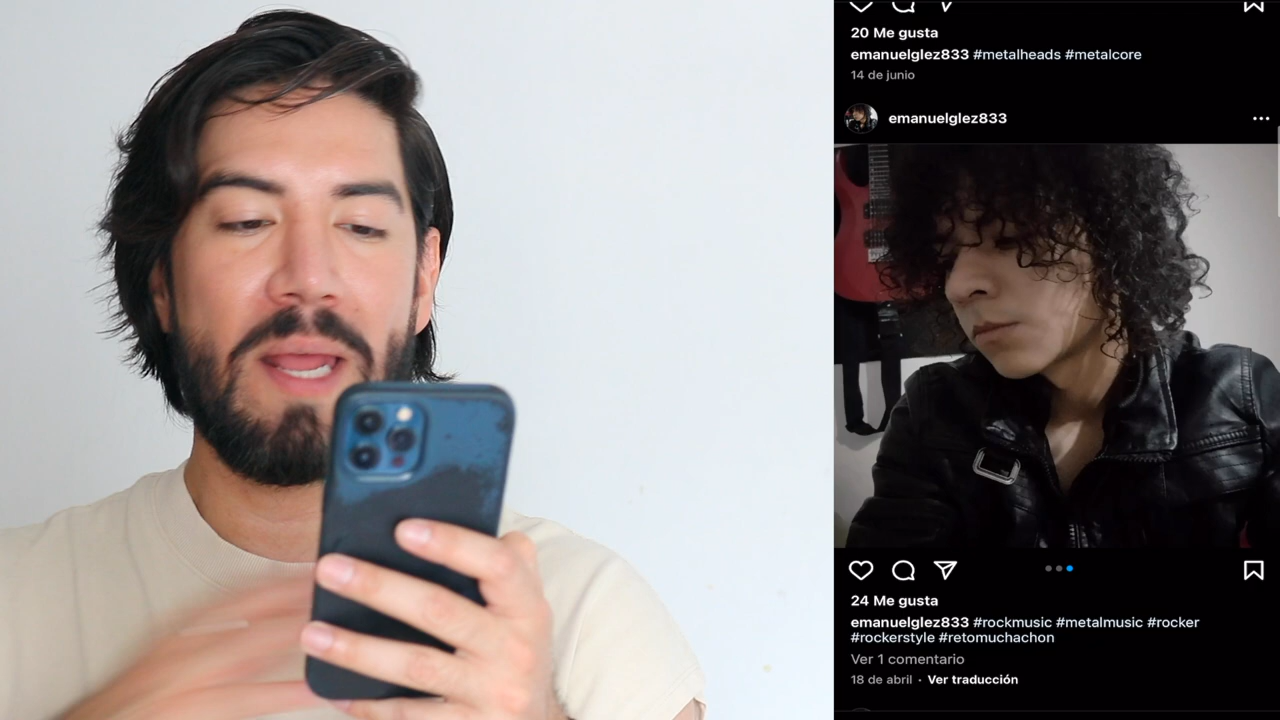 20 Me gusta
emanuelglez833 #metalheads #metalcore
14 de junio
emanuelglez833
24 Me gusta
emanuelglez833 #rockmusic #metalmusic #rocker
#rockerstyle #retomuchachon
Ver 1 comentario
18 de abril • Ver traducción